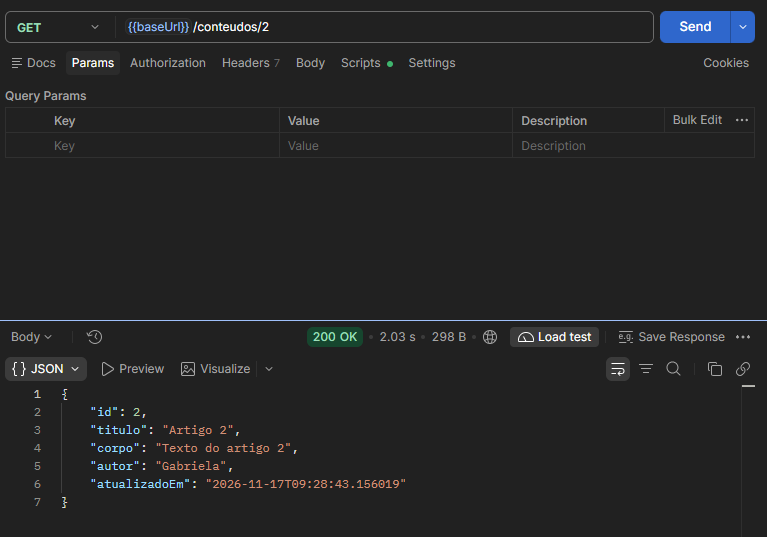 GET {{baseUrl}} /conteudos/2 Send
Docs Params Authorization Headers 7 Body Scripts Settings Cookies
Query Params
Key Value Description Bulk Edit ...
Key Value Description
Body 200 OK • 2.03 s • 298 B • Load test e.g. Save Response ...
{} JSON Preview Visualize
1 {
2 "id": 2,
3 "titulo": "Artigo 2",
4 "corpo": "Texto do artigo 2",
5 "autor": "Gabriela",
6 "atualizadoEm": "2026-11-17T09:28:43.156019"
7 }